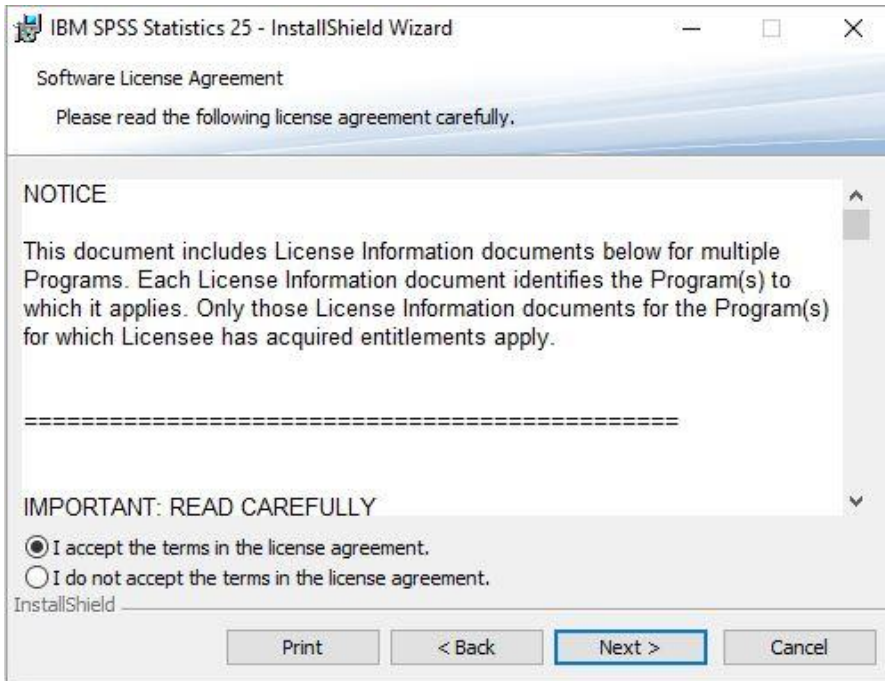 IBM SPSS Statistics 25 - InstallShield Wizard
Software License Agreement
Please read the following license agreement carefully.
NOTICE
This document includes License Information documents below for multiple
Programs. Each License Information document identifies the Program(s) to
which it applies. Only those License Information documents for the Program(s)
for which Licensee has acquired entitlements apply.
==============================================
IMPORTANT: READ CAREFULLY
I accept the terms in the license agreement.
I do not accept the terms in the license agreement.
InstallShield
Print < Back Next > Cancel